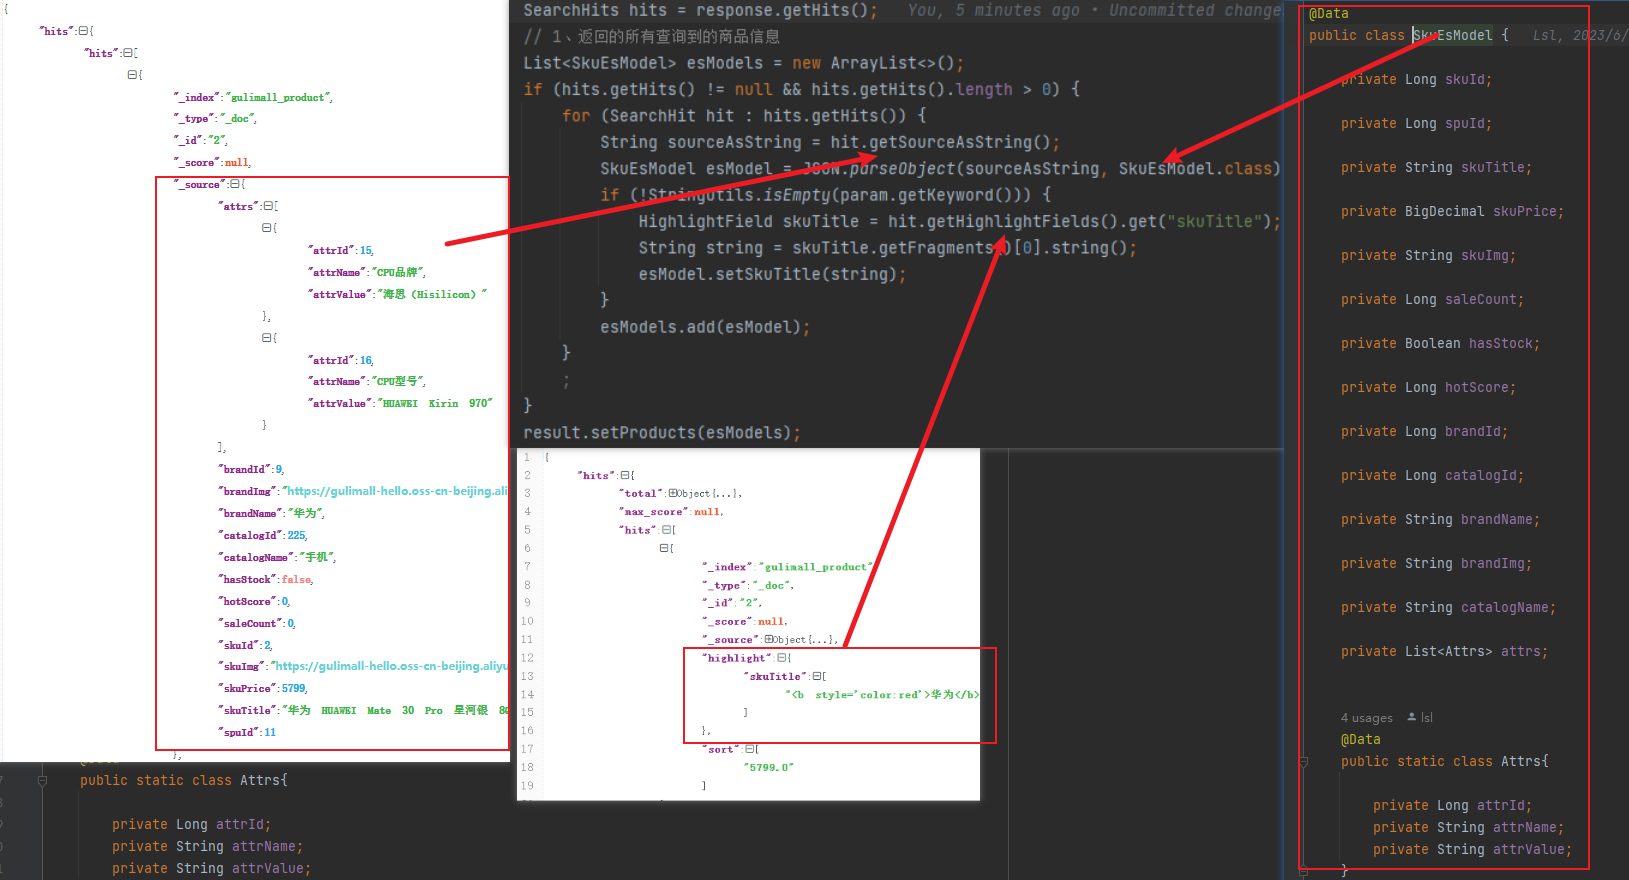 {
"hits":{
"hits":[
{
"_index":"gulimall_product",
"_type":"_doc",
"_id":"2",
"_score":null,
"_source":{
"attrs":[
{
"attrId":15,
"attrName":"CPU品牌",
"attrValue":"海思（Hisilicon）"
},
{
"attrId":16,
"attrName":"CPU型号",
"attrValue":"HUAWEI Kirin 970"
}
],
"brandId":9,
"brandImg":"https://gulimall-hello.oss-cn-beijing.ali
"brandName":"华为",
"catalogId":225,
"catalogName":"手机",
"hasStock":false,
"hotScore":0,
"saleCount":0,
"skuId":2,
"skuImg":"https://gulimall-hello.oss-cn-beijing.aliyu
"skuPrice":5799,
"skuTitle":"华为 HUAWEI Mate 30 Pro 星河银 8
"spuId":11
},
public static class Attrs{
private Long attrId;
private String attrName;
private String attrValue;
SearchHits hits = response.getHits(); You, 5 minutes ago • Uncommitted change
// 1、返回的所有查询到的商品信息
List<SkuEsModel> esModels = new ArrayList<>();
if (hits.getHits() != null && hits.getHits().length > 0) {
for (SearchHit hit : hits.getHits()) {
String sourceAsString = hit.getSourceAsString();
SkuEsModel esModel = JSON.parseObject(sourceAsString, SkuEsModel.class)
if (!StringUtils.isEmpty(param.getKeyword())) {
HighlightField skuTitle = hit.getHighlightFields().get("skuTitle");
String string = skuTitle.getFragments()[0].string();
esModel.setSkuTitle(string);
}
esModels.add(esModel);
}
;
}
result.setProducts(esModels);
1 {
2 "hits":{
3 "total":Object{...},
4 "max_score":null,
5 "hits":[
6 {
7 "_index":"gulimall_product"
8 "_type":"_doc",
9 "_id":"2",
10 "_score":null,
11 "_source":Object{...},
12 "highlight":{
13 "skuTitle":[
14 "<b style='color:red'>华为</b>
15 ]
16 },
17 "sort":[
18 "5799.0"
19 ]
@Data
public class SkuEsModel { Lsl, 2023/6/
private Long skuId;
private Long spuId;
private String skuTitle;
private BigDecimal skuPrice;
private String skuImg;
private Long saleCount;
private Boolean hasStock;
private Long hotScore;
private Long brandId;
private Long catalogId;
private String brandName;
private String brandImg;
private String catalogName;
private List<Attrs> attrs;
4 usages lsl
@Data
public static class Attrs{
private Long attrId;
private String attrName;
private String attrValue;
}